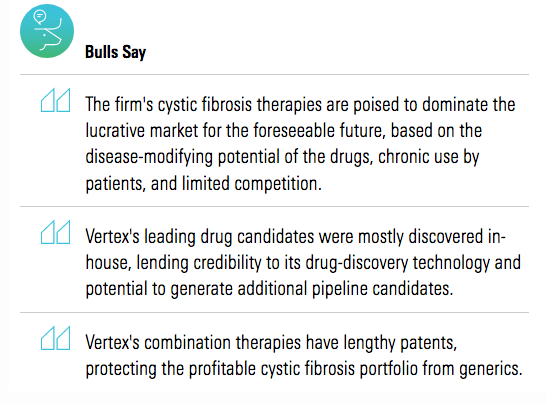 Bulls Say
The firm's cystic fibrosis therapies are poised to dominate the
lucrative market for the foreseeable future, based on the
disease-modifying potential of the drugs, chronic use by
patients, and limited competition.
Vertex's leading drug candidates were mostly discovered in-
house, lending credibility to its drug-discovery technology and
potential to generate additional pipeline candidates.
Vertex's combination therapies have lengthy patents,
protecting the profitable cystic fibrosis portfolio from generics.